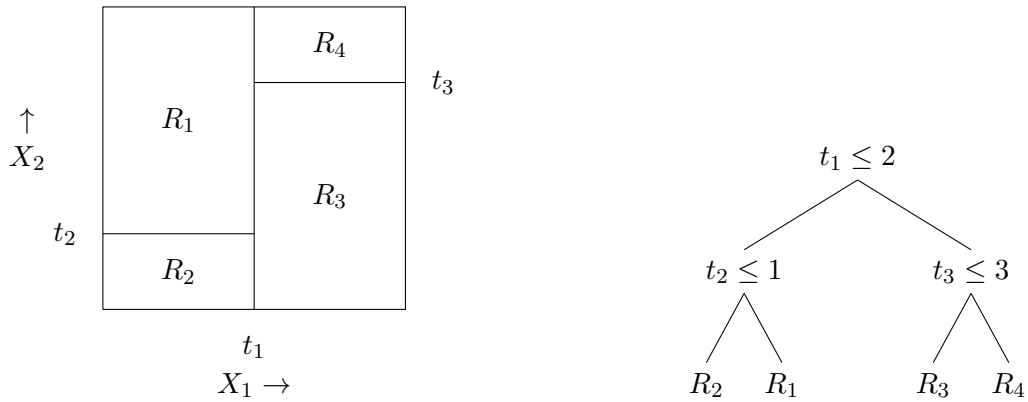 R₄
t₃
R₁
↑
X₂
R₃
t₂
R₂
t₁
X₁ →
t₁ ≤ 2
t₂ ≤ 1 t₃ ≤ 3
R₂ R₁ R₃ R₄